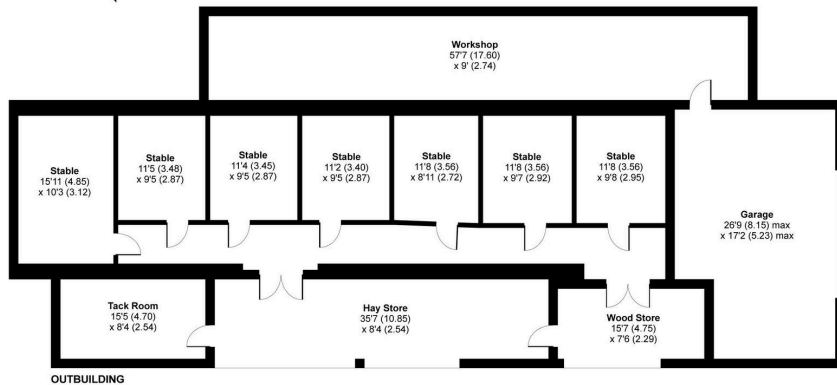 Workshop
57'7 (17.60)
x 9' (2.74)
Stable
15'11 (4.85)
x 10'3 (3.12)
Stable
11'5 (3.48)
x 9'5 (2.87)
Stable
11'4 (3.45)
x 9'5 (2.87)
Stable
11'2 (3.40)
x 9'5 (2.87)
Stable
11'8 (3.56)
x 8'11 (2.72)
Stable
11'8 (3.56)
x 9'7 (2.92)
Stable
11'8 (3.56)
x 9'8 (2.95)
Garage
26'9 (8.15) max
x 17'2 (5.23) max
Tack Room
15'5 (4.70)
x 8'4 (2.54)
Hay Store
35'7 (10.85)
x 8'4 (2.54)
Wood Store
15'7 (4.75)
x 7'6 (2.29)
OUTBUILDING